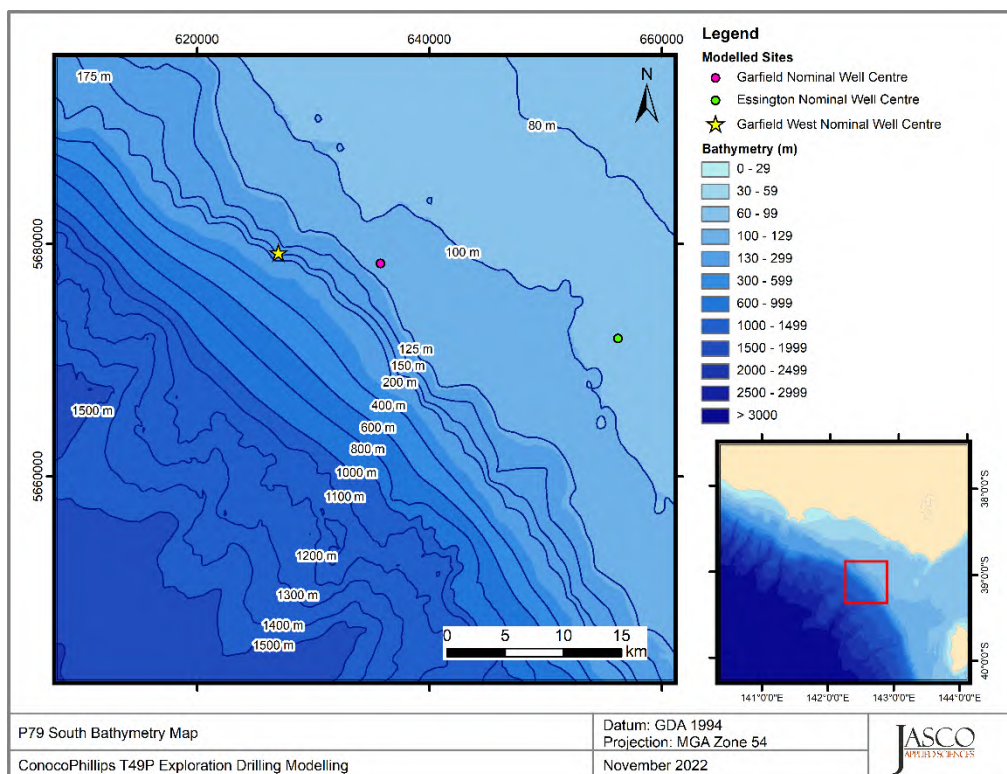 620000
640000
660000
175 m
80 m
N
5680000
100 m
125 m
150 m
200 m
400 m
600 m
800 m
1000 m
1100 m
1500 m
5660000
1200 m
1300 m
1400 m
1500 m
0 5 10 15
km
Legend
Modelled Sites
Garfield Nominal Well Centre
Essington Nominal Well Centre
Garfield West Nominal Well Centre
Bathymetry (m)
0 - 29
30 - 59
60 - 99
100 - 129
130 - 299
300 - 599
600 - 999
1000 - 1499
1500 - 1999
2000 - 2499
2500 - 2999
> 3000
38°0'0"S
39°0'0"S
40°0'0"S
141°0'0"E 142°0'0"E 143°0'0"E 144°0'0"E
P79 South Bathymetry Map
ConocoPhillips T49P Exploration Drilling Modelling
Datum: GDA 1994
Projection: MGA Zone 54
November 2022
JASCO
APPLIED SCIENCES